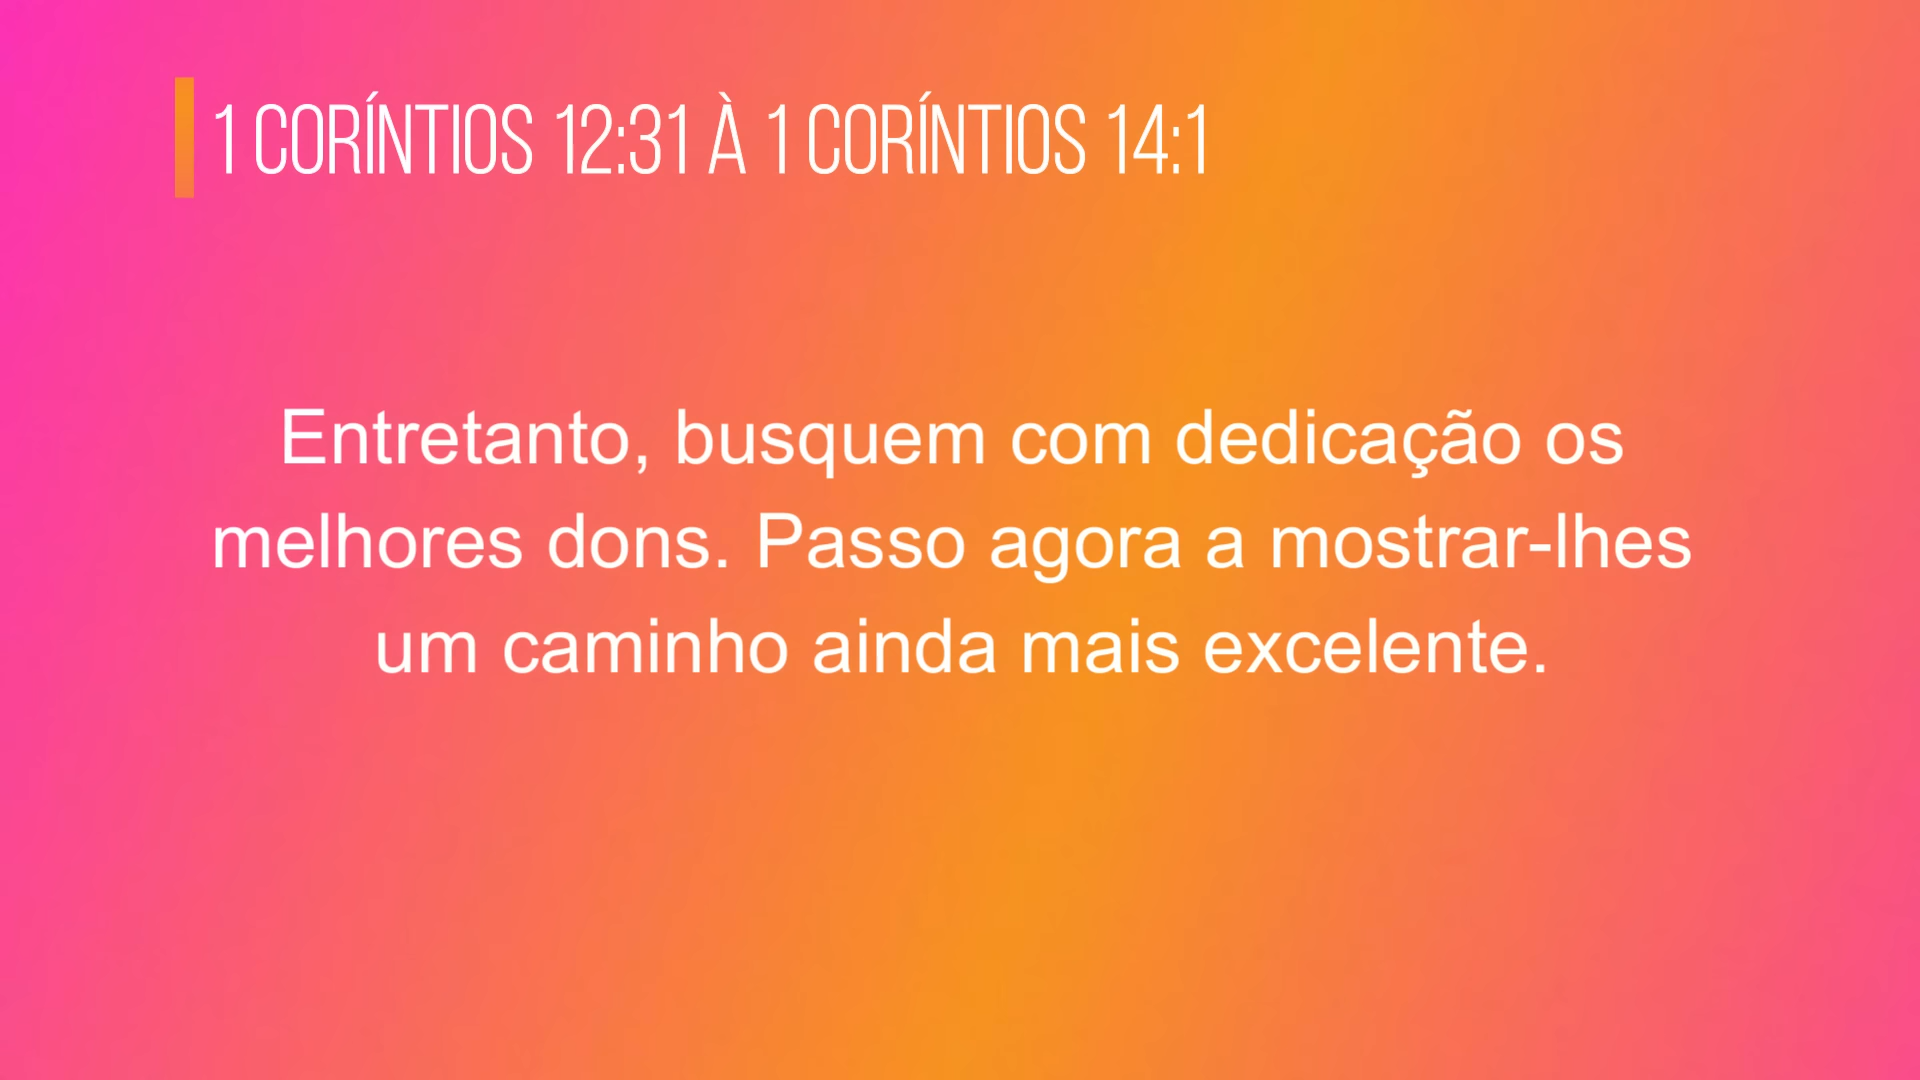 1 CORÍNTIOS 12:31 À 1 CORÍNTIOS 14:1
Entretanto, busquem com dedicação os
melhores dons. Passo agora a mostrar-lhes
um caminho ainda mais excelente.